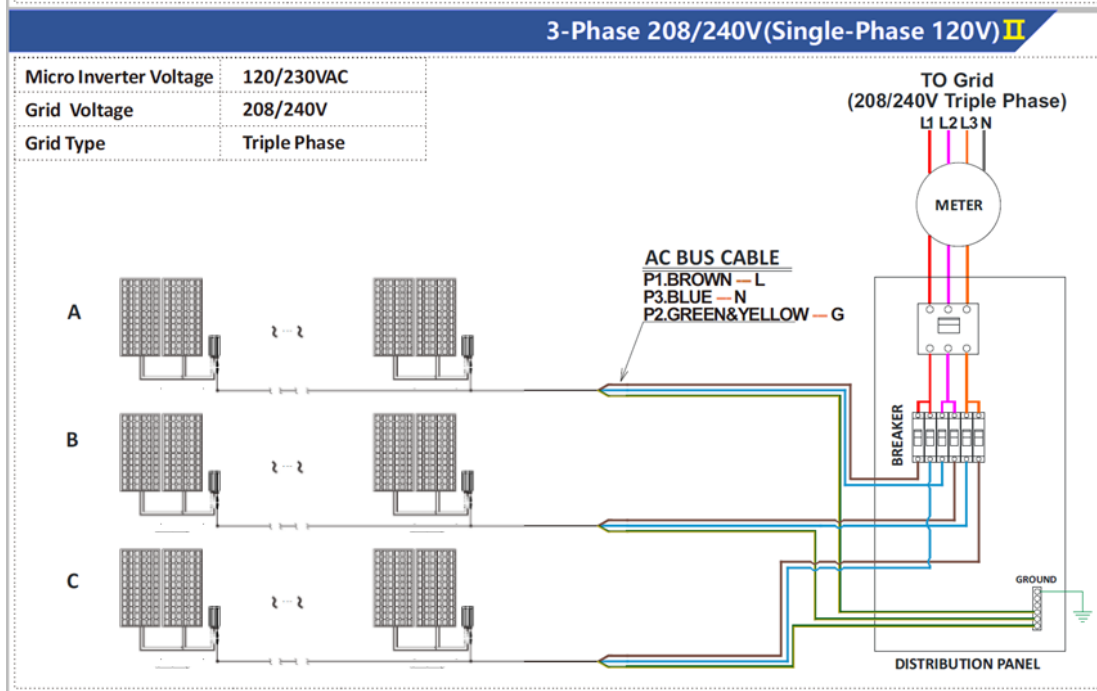 3-Phase 208/240V(Single-Phase 120V)Ⅱ
Micro Inverter Voltage 120/230VAC
Grid Voltage 208/240V
Grid Type Triple Phase
TO Grid
(208/240V Triple Phase)
L1 L2 L3 N
METER
AC BUS CABLE
P1.BROWN — L
P3.BLUE — N
P2.GREEN&YELLOW — G
A
B
C
BREAKER
GROUND
DISTRIBUTION PANEL